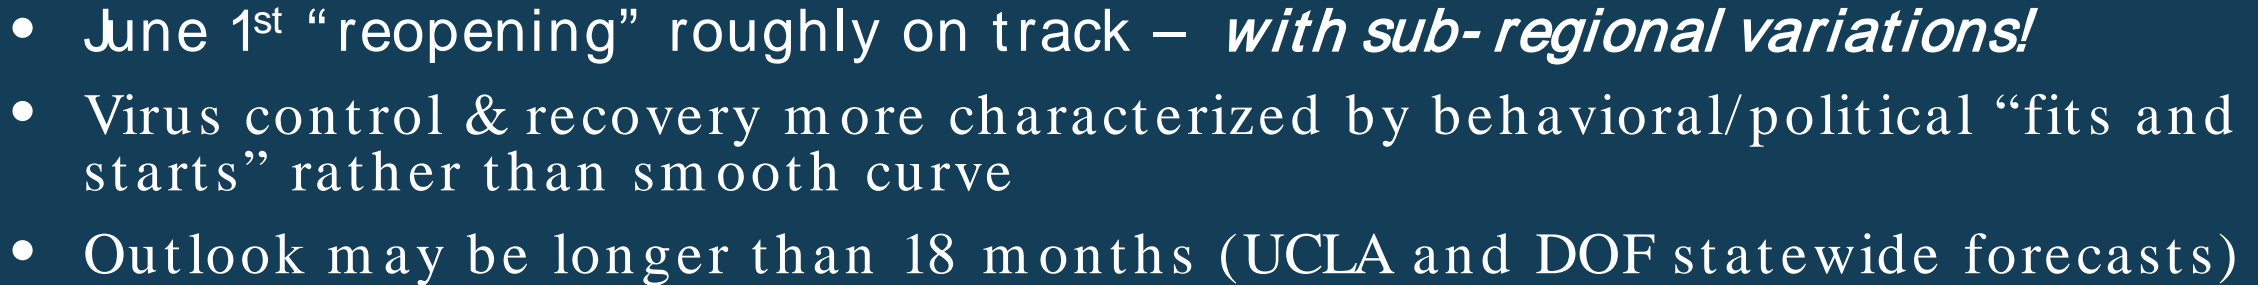 • June 1st “reopening” roughly on track – with sub-regional variations!
• Virus control & recovery more characterized by behavioral/political “fits and
starts” rather than smooth curve
• Outlook may be longer than 18 months (UCLA and DOF statewide forecasts)